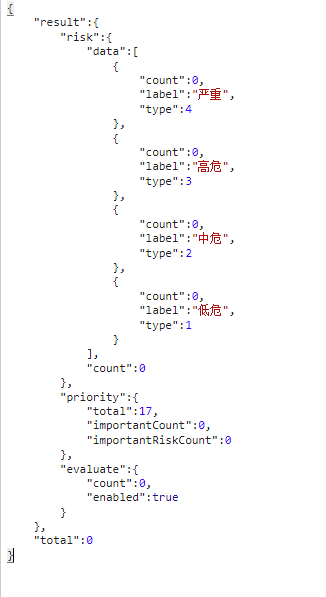 {
    "result":{
        "risk":{
            "data":[
                {
                    "count":0,
                    "label":"严重",
                    "type":4
                },
                {
                    "count":0,
                    "label":"高危",
                    "type":3
                },
                {
                    "count":0,
                    "label":"中危",
                    "type":2
                },
                {
                    "count":0,
                    "label":"低危",
                    "type":1
                }
            ],
            "count":0
        },
        "priority":{
            "total":17,
            "importantCount":0,
            "importantRiskCount":0
        },
        "evaluate":{
            "count":0,
            "enabled":true
        }
    },
    "total":0
}